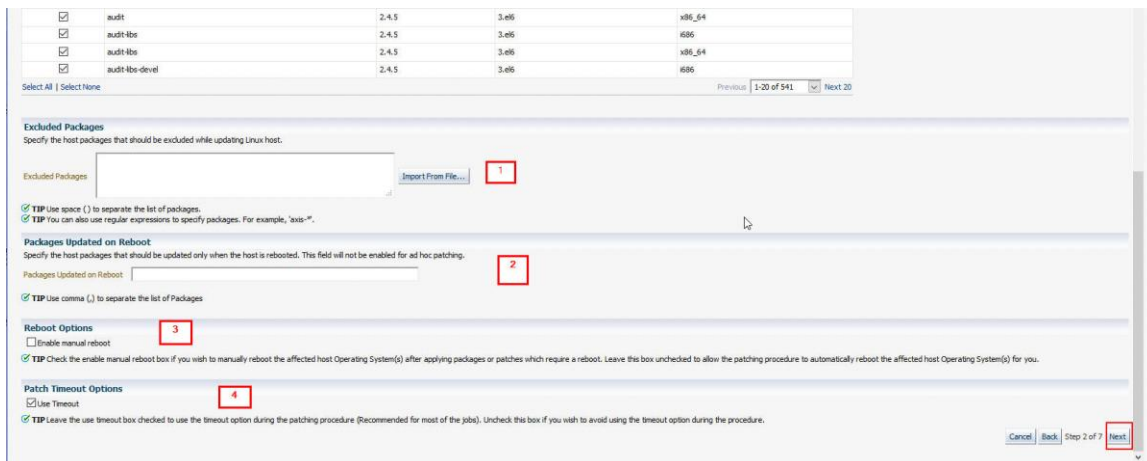 audit 2.4.5 3.el6 x86_64
audit-libs 2.4.5 3.el6 i686
audit-libs 2.4.5 3.el6 x86_64
audit-libs-devel 2.4.5 3.el6 i686
Select All | Select None Previous 1-20 of 541 Next 20
Excluded Packages
Specify the host packages that should be excluded while updating Linux host.
Excluded Packages Import From File... 1
TIP Use space ( ) to separate the list of packages.
TIP You can also use regular expressions to specify packages. For example, 'axis-*'.
Packages Updated on Reboot
Specify the host packages that should be updated only when the host is rebooted. This field will not be enabled for ad hoc patching.
2
Packages Updated on Reboot
TIP Use comma (,) to separate the list of Packages
Reboot Options 3
Enable manual reboot
TIP Check the enable manual reboot box if you wish to manually reboot the affected host Operating System(s) after applying packages or patches which require a reboot. Leave this box unchecked to allow the patching procedure to automatically reboot the affected host Operating System(s) for you.
Patch Timeout Options 4
Use Timeout
TIP Leave the use timeout box checked to use the timeout option during the patching procedure (Recommended for most of the jobs). Uncheck this box if you wish to avoid using the timeout option during the procedure.
Cancel Back Step 2 of 7 Next